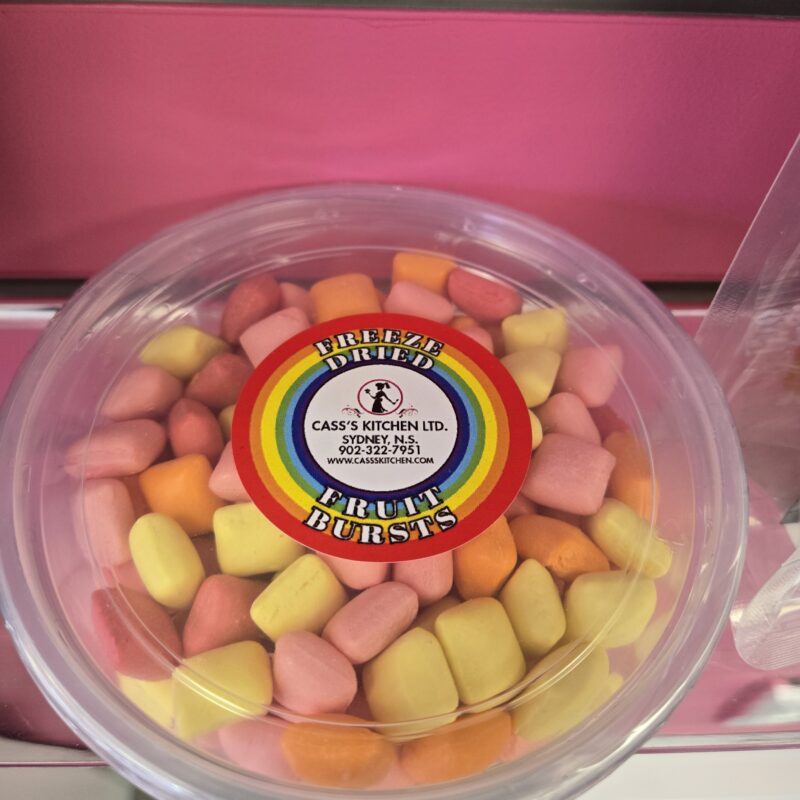 FREEZE
DRIED
CASS'S KITCHEN LTD.
SYDNEY, N.S.
902-322-7951
WWW.CASSSKITCHEN.COM
FRUIT
BURSTS